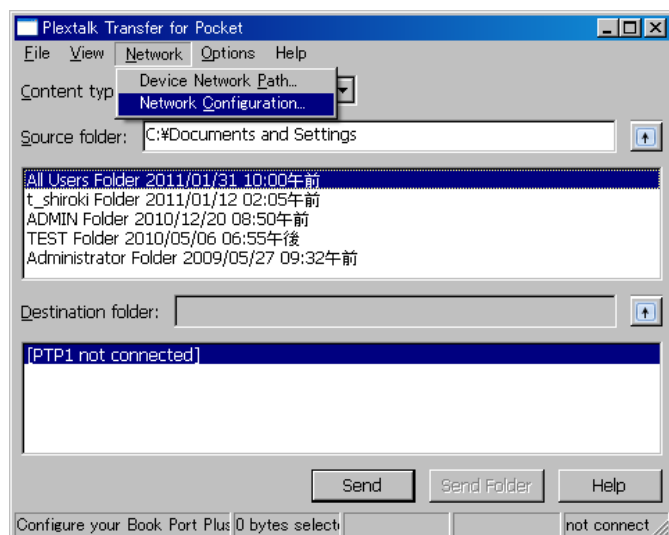 Plextalk Transfer for Pocket
File View Network Options Help
Device Network Path...
Content typ
Network Configuration...
Source folder: C:¥Documents and Settings
All Users Folder 2011/01/31 10:00午前
t_shiroki Folder 2011/01/12 02:05午前
ADMIN Folder 2010/12/20 08:50午前
TEST Folder 2010/05/06 06:55午後
Administrator Folder 2009/05/27 09:32午前
Destination folder:
[PTP1 not connected]
Send Send Folder Help
Configure your Book Port Plus 0 bytes select not connect